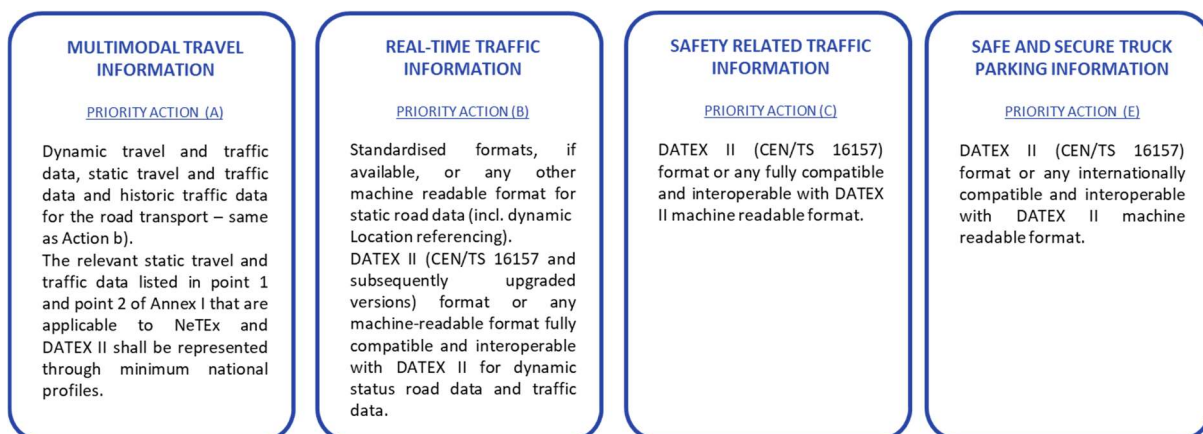 MULTIMODAL TRAVEL
INFORMATION
PRIORITY ACTION (A)
Dynamic travel and traffic
data, static travel and traffic
data and historic traffic data
for the road transport – same
as Action b).
The relevant static travel and
traffic data listed in point 1
and point 2 of Annex I that are
applicable to NeTEx and
DATEX II shall be represented
through minimum national
profiles.
REAL-TIME TRAFFIC
INFORMATION
PRIORITY ACTION (B)
Standardised formats, if
available, or any other
machine readable format for
static road data (incl. dynamic
Location referencing).
DATEX II (CEN/TS 16157 and
subsequently upgraded
versions) format or any
machine-readable format fully
compatible and interoperable
with DATEX II for dynamic
status road data and traffic
data.
SAFETY RELATED TRAFFIC
INFORMATION
PRIORITY ACTION (C)
DATEX II (CEN/TS 16157)
format or any fully compatible
and interoperable with DATEX
II machine readable format.
SAFE AND SECURE TRUCK
PARKING INFORMATION
PRIORITY ACTION (E)
DATEX II (CEN/TS 16157)
format or any internationally
compatible and interoperable
with DATEX II machine
readable format.